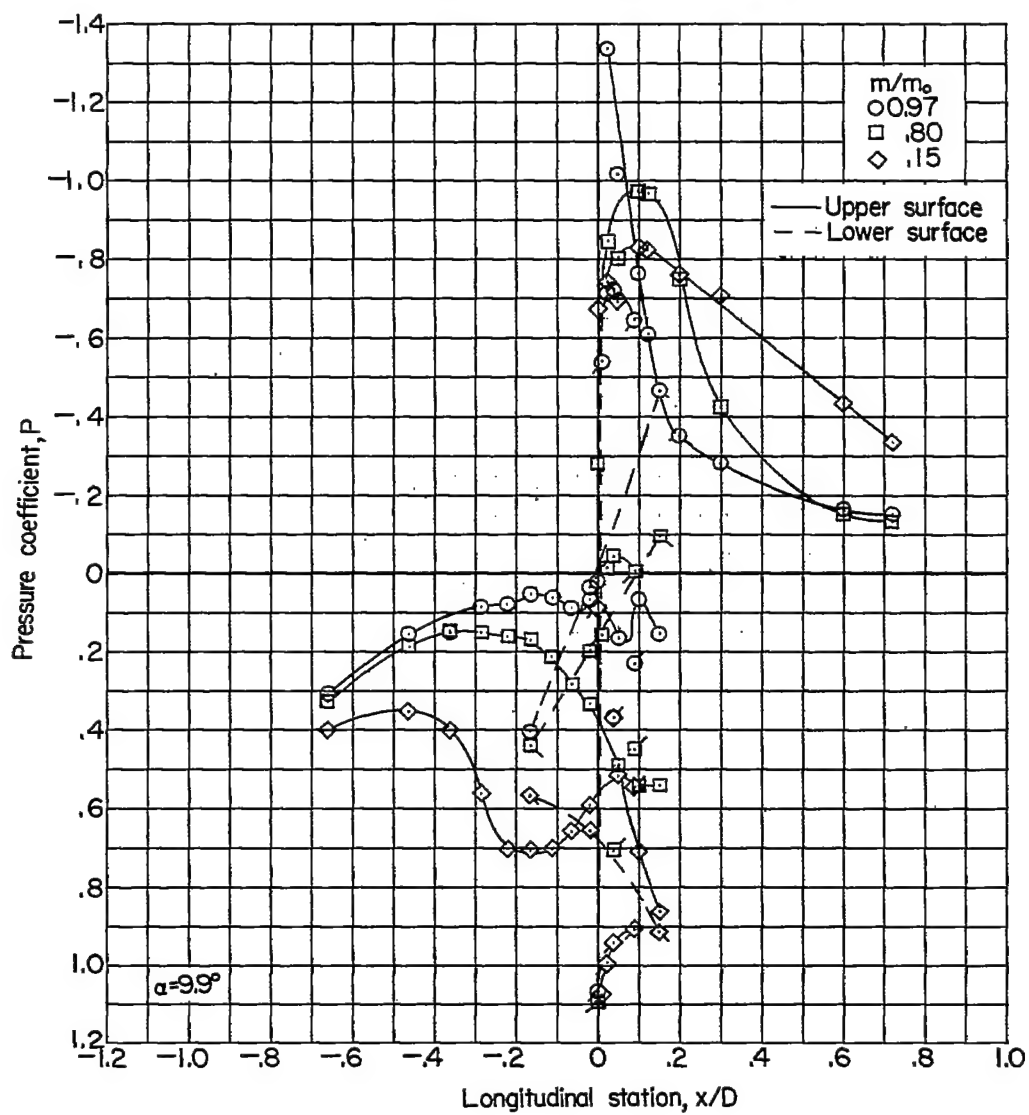 -1.4
-1.2
-1.0
-.8
-.6
-.4
-.2
0
.2
.4
.6
.8
1.0
1.2
Pressure coefficient, P
m/m₀
0.97
.80
.15
Upper surface
Lower surface
α=9.9°
-1.2 -1.0 -.8 -.6 -.4 -.2 0 .2 .4 .6 .8 1.0
Longitudinal station, x/D